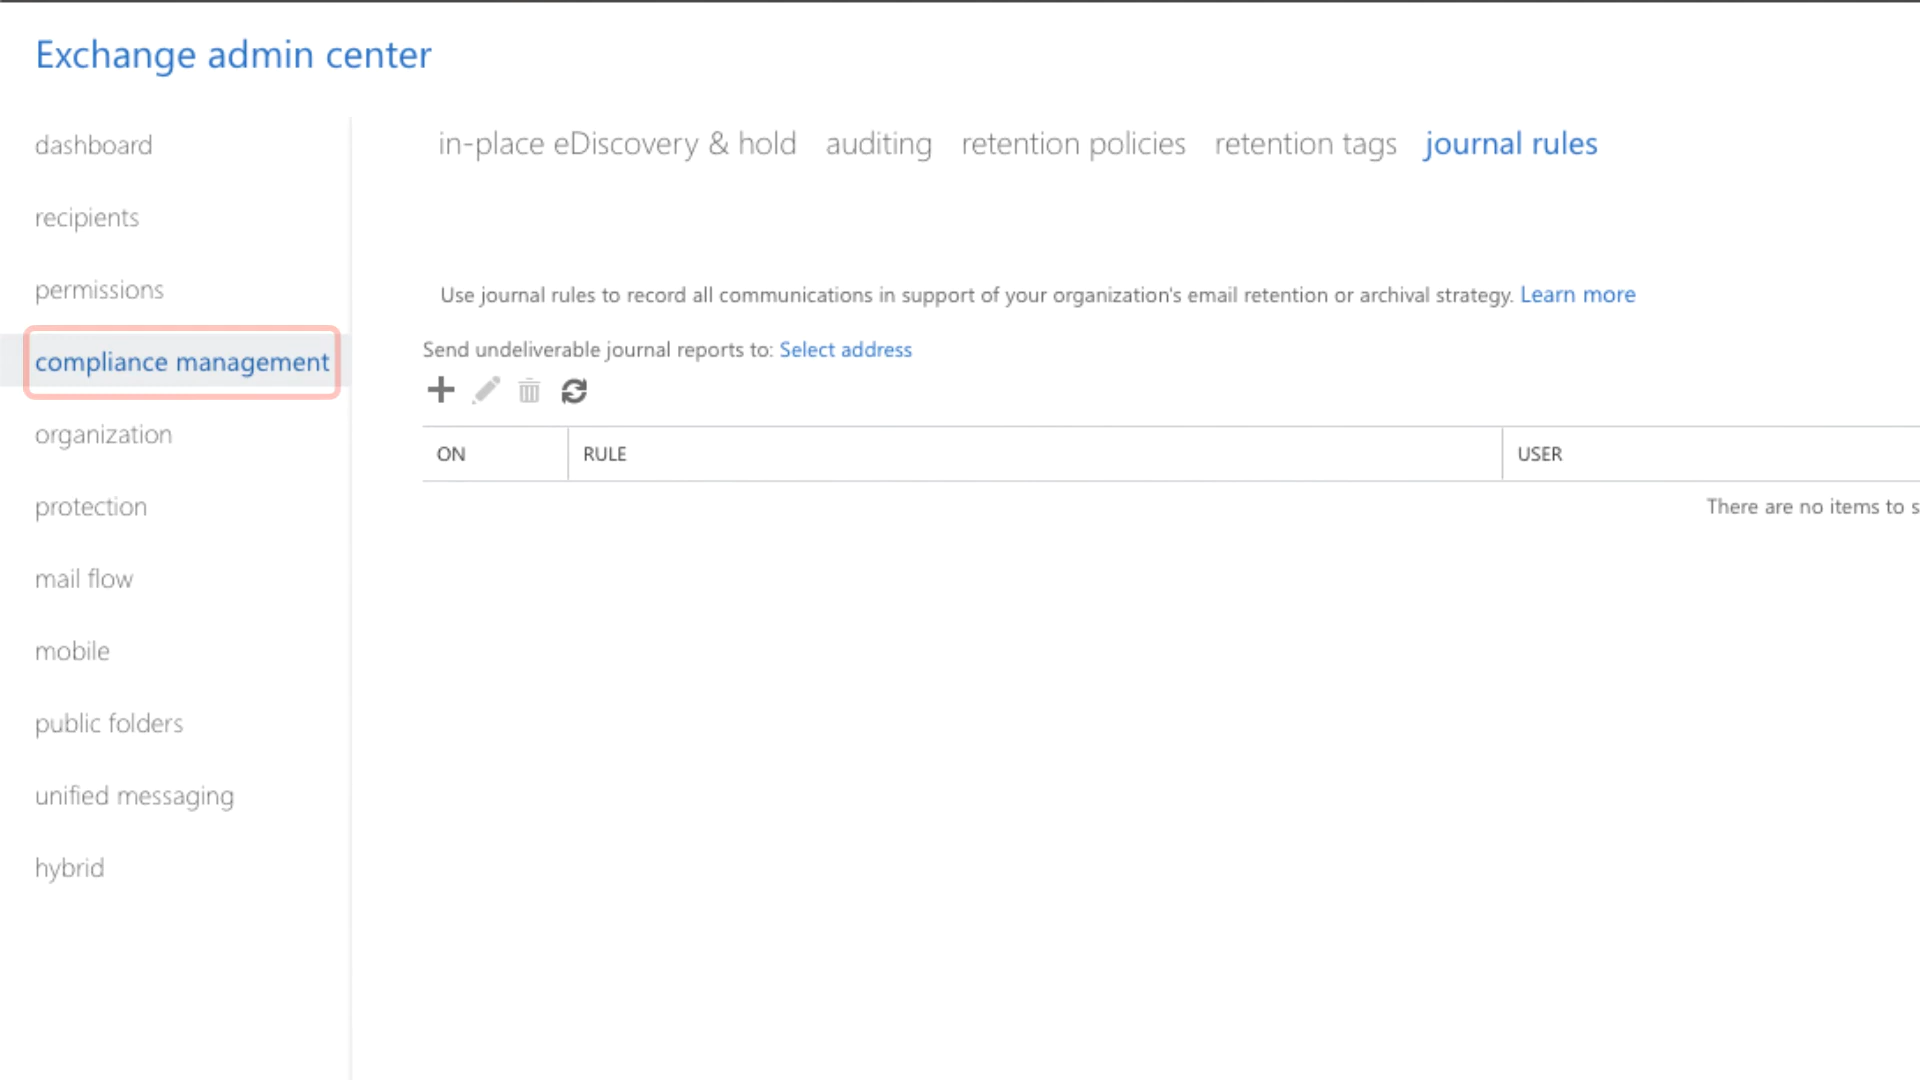 Exchange admin center
dashboard
recipients
permissions
compliance management
organization
protection
mail flow
mobile
public folders
unified messaging
hybrid
in-place eDiscovery & hold auditing retention policies retention tags journal rules
Use journal rules to record all communications in support of your organization's email retention or archival strategy. Learn more
Send undeliverable journal reports to: Select address
ON RULE USER
There are no items to s